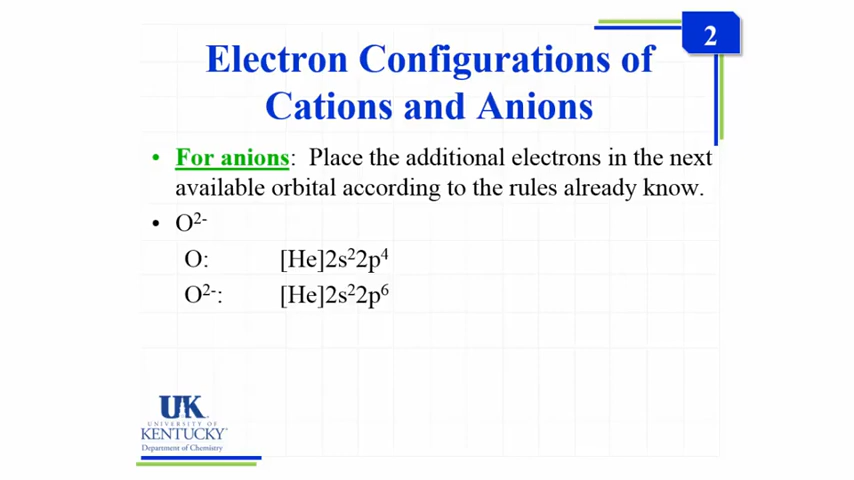 2
Electron Configurations of
Cations and Anions
• For anions: Place the additional electrons in the next
available orbital according to the rules already know.
• O²⁻
O: [He]2s²2p⁴
O²⁻: [He]2s²2p⁶
UK
UNIVERSITY OF
KENTUCKY
Department of Chemistry